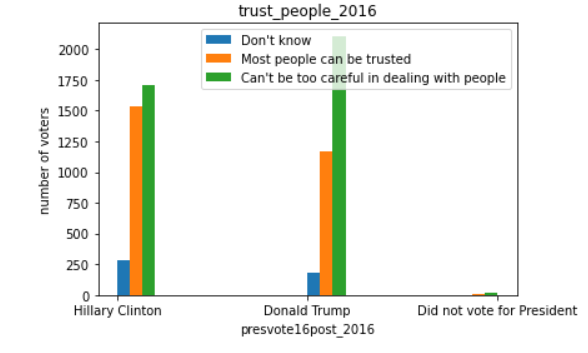 trust_people_2016
Don't know
Most people can be trusted
Can't be too careful in dealing with people
number of voters
2000
1750
1500
1250
1000
750
500
250
0
Hillary Clinton
Donald Trump
Did not vote for President
presvote16post_2016